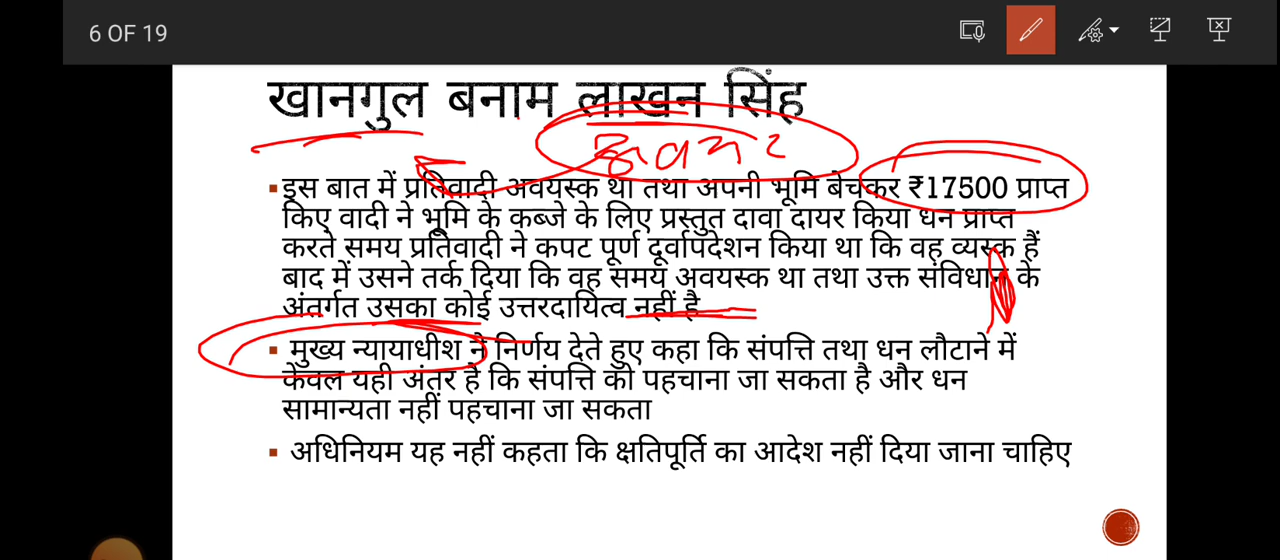 6 OF 19
खानगुल बनाम लाखन सिंह
इस बात में प्रतिवादी अवयस्क था तथा अपनी भूमि बेचकर ₹17500 प्राप्त
किए वादी ने भूमि के कब्जे के लिए प्रस्तुत दावा दायर किया धन प्राप्त
करते समय प्रतिवादी ने कपट पूर्ण दूर्वापदेशन किया था कि वह व्यस्क हैं
बाद में उसने तर्क दिया कि वह समय अवयस्क था तथा उक्त संविधान के
अंतर्गत उसका कोई उत्तरदायित्व नहीं है
मुख्य न्यायाधीश ने निर्णय देते हुए कहा कि संपत्ति तथा धन लौटाने में
केवल यही अंतर है कि संपत्ति को पहचाना जा सकता है और धन
सामान्यता नहीं पहचाना जा सकता
अधिनियम यह नहीं कहता कि क्षतिपूर्ति का आदेश नहीं दिया जाना चाहिए